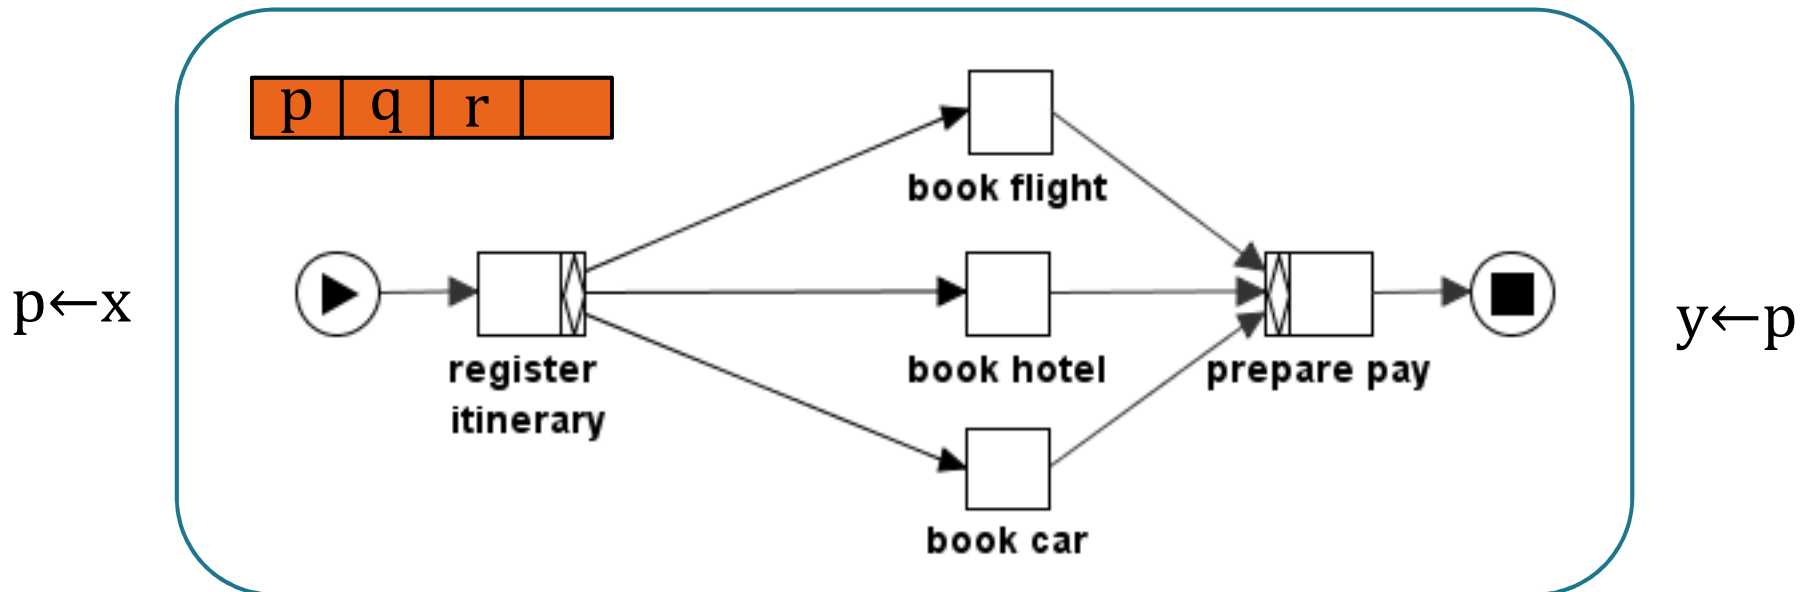 p q r
book flight
p←x
register
itinerary
book hotel
prepare pay
y←p
book car